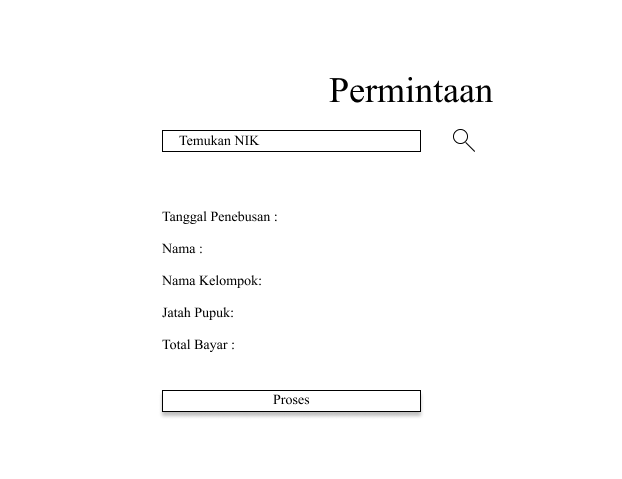 Permintaan
Temukan NIK
Tanggal Penebusan :
Nama :
Nama Kelompok:
Jatah Pupuk:
Total Bayar :
Proses